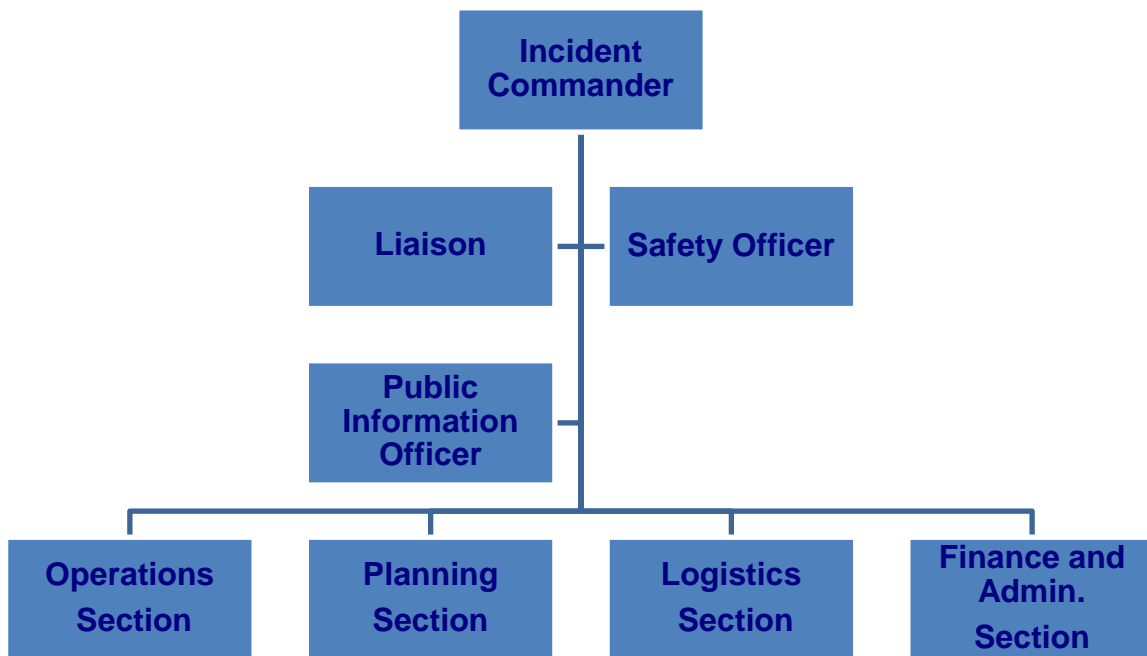 Incident
Commander
Liaison
Safety Officer
Public
Information
Officer
Operations
Section
Planning
Section
Logistics
Section
Finance and
Admin.
Section